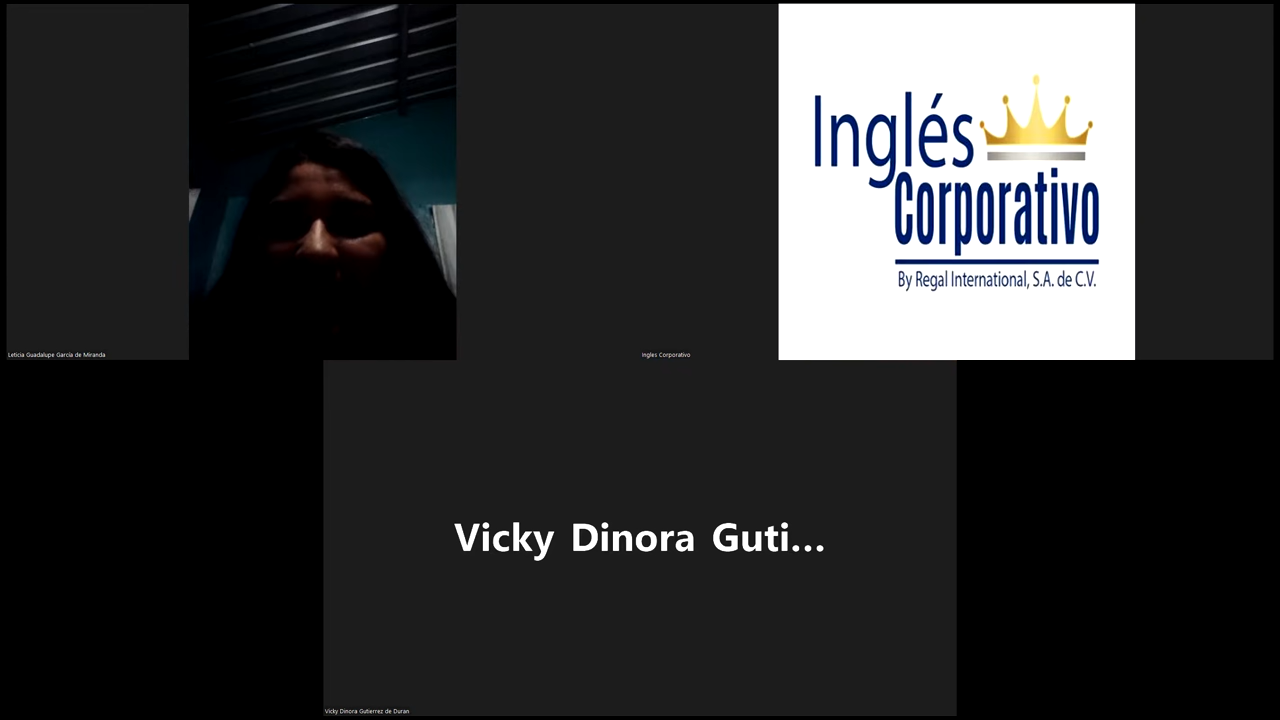 Inglés
Corporativo
By Regal International, S.A. de C.V.
Leticia Guadalupe García de Miranda
Ingles Corporativo
Vicky Dinora Guti...
Vicky Dinora Gutierrez de Duran